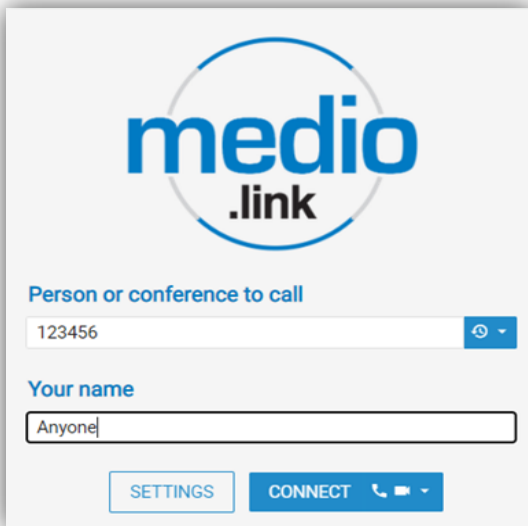 medio
.link
Person or conference to call
123456
Your name
Anyone
SETTINGS CONNECT